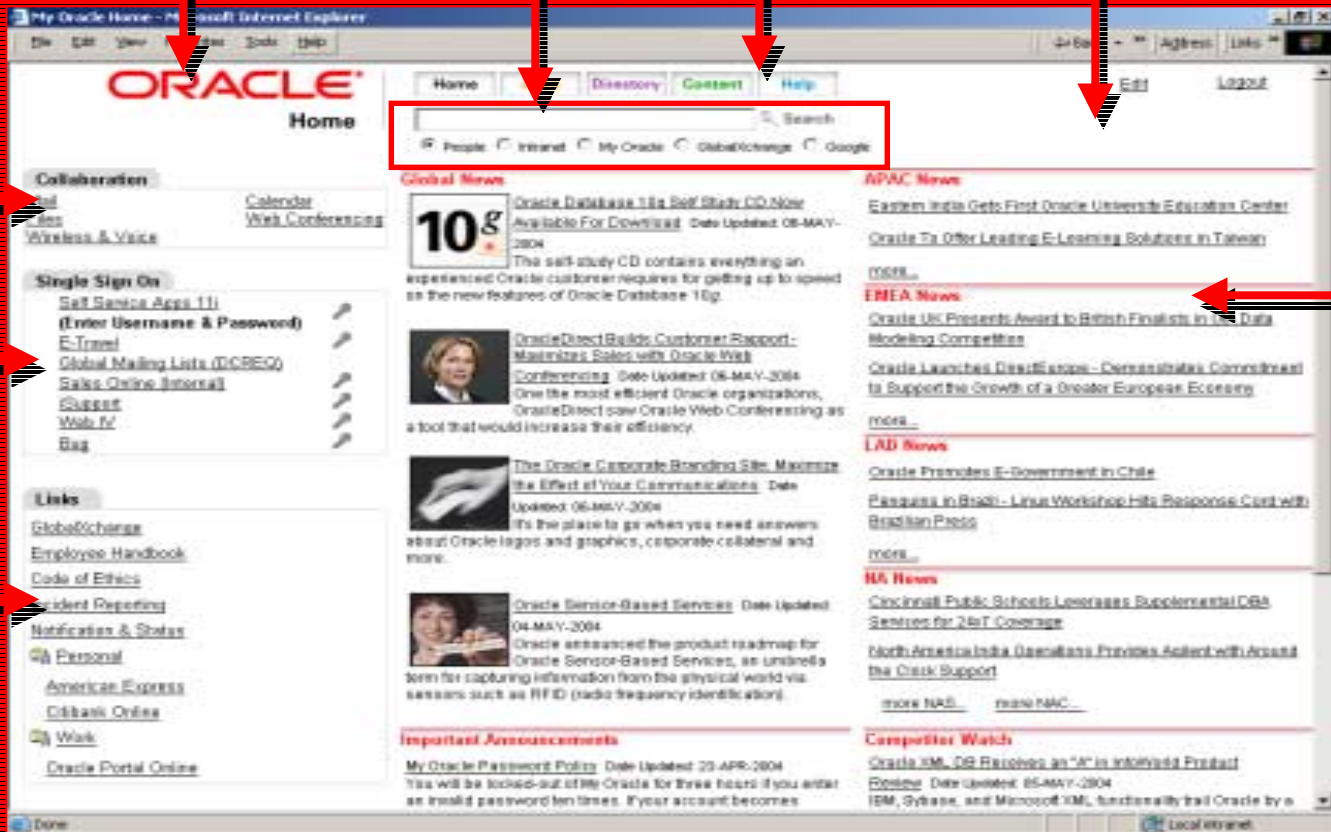 My Oracle Home - Microsoft Internet Explorer
File Edit View Tools Help
Address Links
ORACLE
Home
Home Directory Content Help
Edit Logout
Search
People Intranet My Oracle GlobalXchange Google
Collaboration
Mail Calendar
Files Web Conferencing
Wireless & Voice
Single Sign On
Self Service Apps 11i
(Enter Username & Password)
E-Travel
Global Mailing Lists (DCREQ)
Sales Online (Internal)
iSupport
Web IV
Bug
Links
GlobalXchange
Employee Handbook
Code of Ethics
Incident Reporting
Notification & Status
Personal
American Express
Citibank Online
Work
Oracle Portal Online
Global News
10g
Oracle Database 10g Self Study CD Now
Available For Download Date Updated: 06-MAY-
2004
The self-study CD contains everything an
experienced Oracle customer requires for getting up to speed
on the new features of Oracle Database 10g.
OracleDirect Builds Customer Rapport -
Maximizes Sales with Oracle Web
Conferencing Date Updated: 06-MAY-2004
One the most efficient Oracle organizations,
OracleDirect saw Oracle Web Conferencing as
a tool that would increase their efficiency.
The Oracle Corporate Branding Site. Maximize
the Effect of Your Communications Date
Updated: 06-MAY-2004
It's the place to go when you need answers
about Oracle logos and graphics, corporate collateral and
more.
Oracle Sensor-Based Services Date Updated:
04-MAY-2004
Oracle announced the product roadmap for
Oracle Sensor-Based Services, an umbrella
term for capturing information from the physical world via
sensors such as RFID (radio frequency identification).
Important Announcements
My Oracle Password Policy Date Updated: 23-APR-2004
You will be locked-out of My Oracle for three hours if you enter
an invalid password ten times. If your account becomes
APAC News
Eastern India Gets First Oracle University Education Center
Oracle To Offer Leading E-Learning Solutions in Taiwan
more...
EMEA News
Oracle UK Presents Award to British Finalists in Data
Modeling Competition
Oracle Launches DirectEurope - Demonstrates Commitment
to Support the Growth of a Greater European Economy
more...
LAD News
Oracle Promotes E-Government in Chile
Penguins in Brazil - Linux Workshop Hits Response Cord with
Brazilian Press
more...
NA News
Cincinnati Public Schools Leverages Supplemental DBA
Services for 24x7 Coverage
North America India Operations Provides Agilent with Around
the Clock Support
more NAS... more NAC...
Competitor Watch
Oracle XML DB Receives an "A" in InfoWorld Product
Review Date Updated: 05-MAY-2004
IBM, Sybase, and Microsoft XML functionality trail Oracle by a
Done
Local intranet